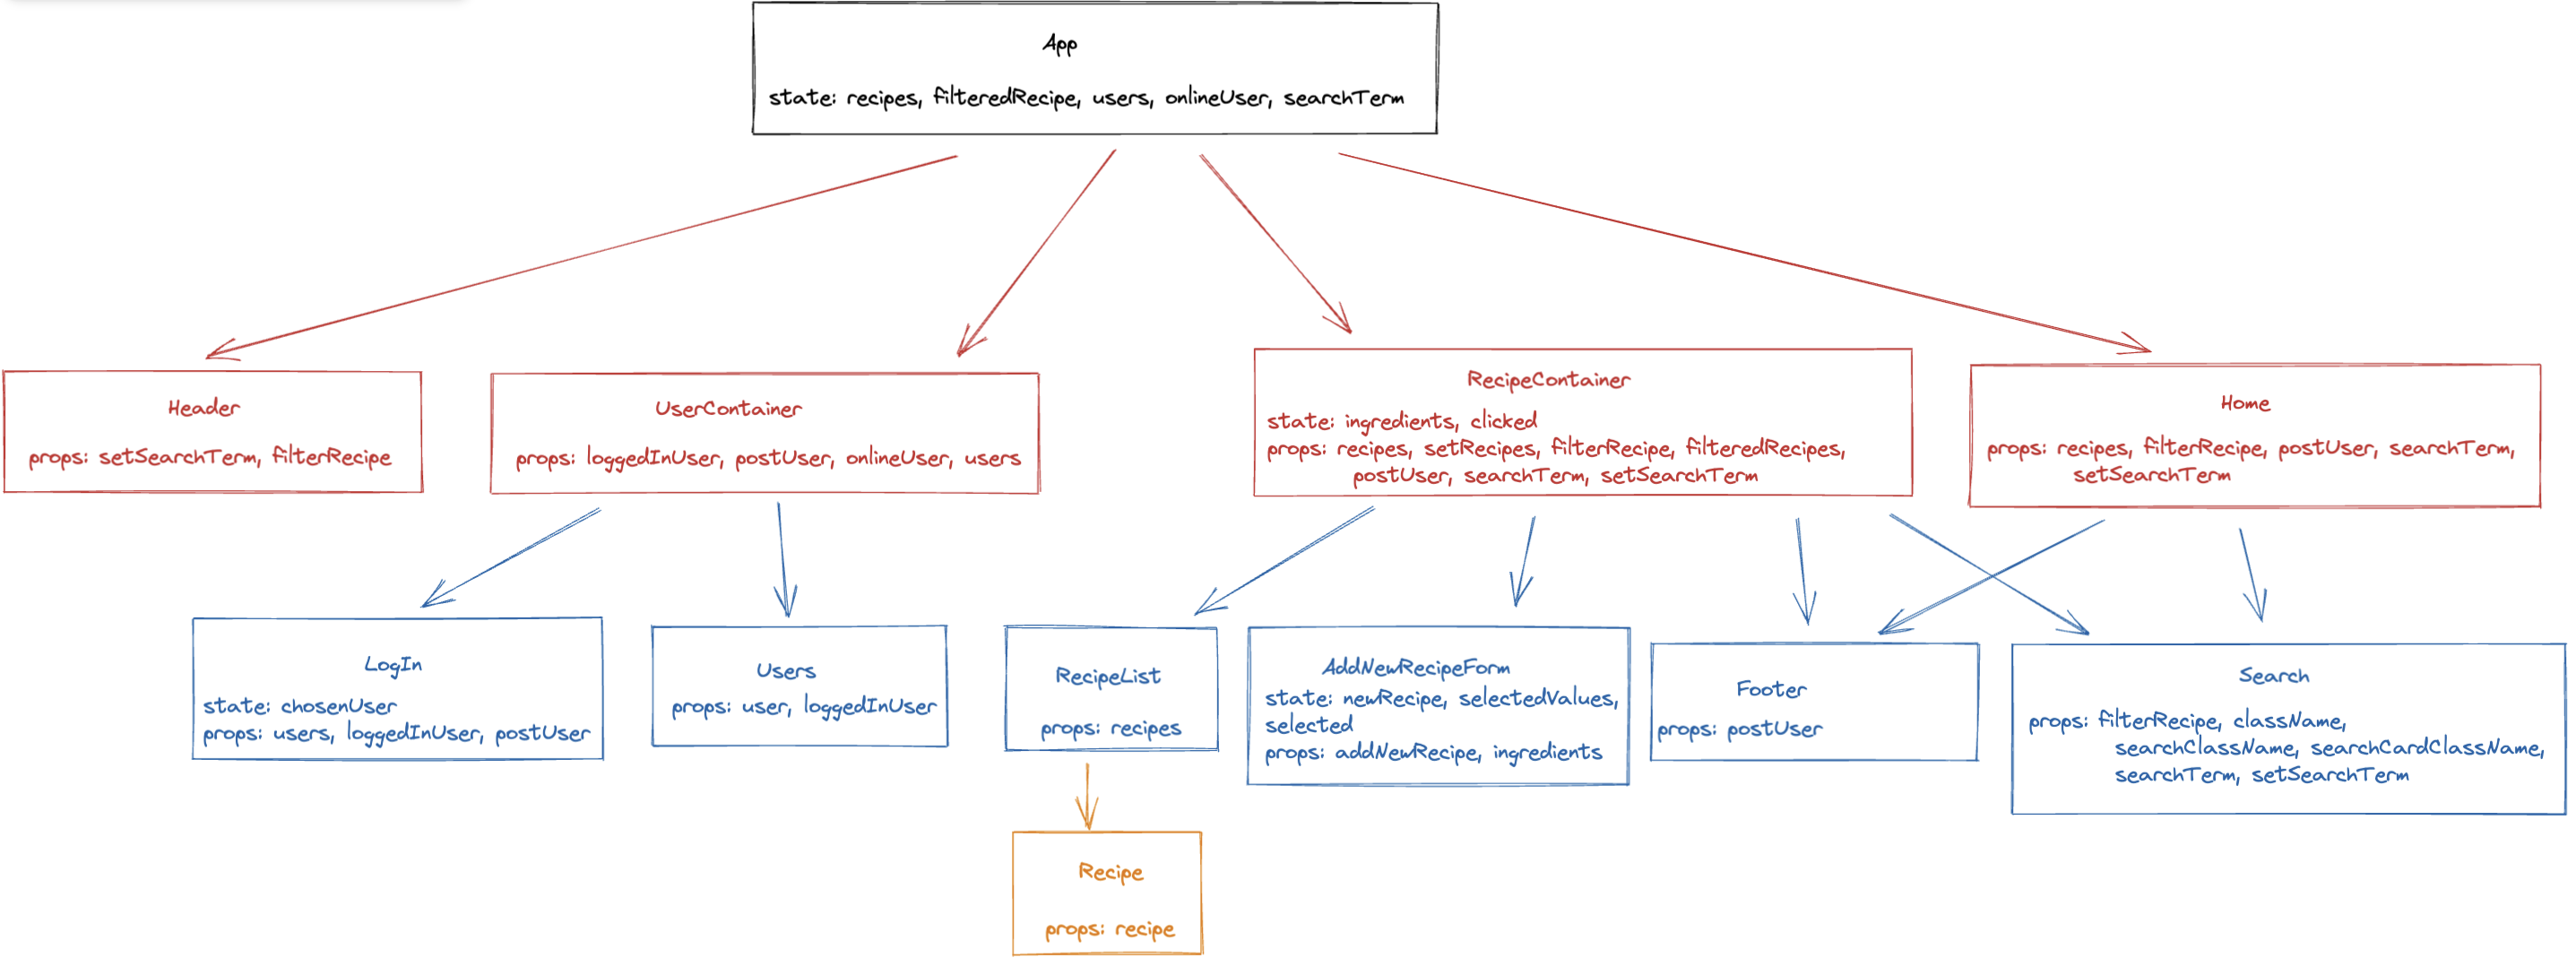 App
state: recipes, filteredRecipe, users, onlineUser, searchTerm
Header
props: setSearchTerm, filterRecipe
UserContainer
props: loggedInUser, postUser, onlineUser, users
RecipeContainer
state: ingredients, clicked
props: recipes, setRecipes, filterRecipe, filteredRecipes,
postUser, searchTerm, setSearchTerm
Home
props: recipes, filterRecipe, postUser, searchTerm,
setSearchTerm
LogIn
state: chosenUser
props: users, loggedInUser, postUser
Users
props: user, loggedInUser
RecipeList
props: recipes
AddNewRecipeForm
state: newRecipe, selectedValues,
selected
props: addNewRecipe, ingredients
Footer
props: postUser
Search
props: filterRecipe, className,
searchClassName, searchCardClassName,
searchTerm, setSearchTerm
Recipe
props: recipe